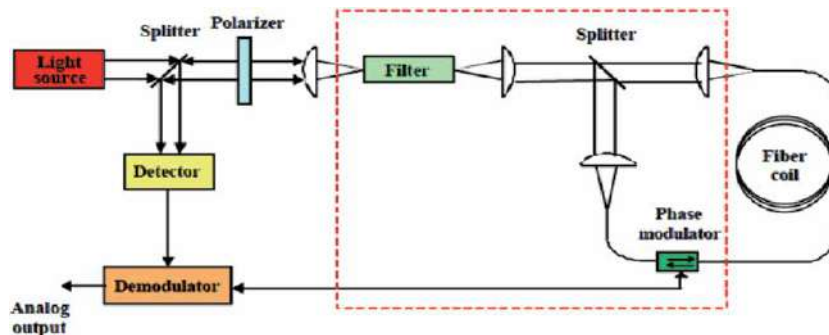 Splitter
Polarizer
Light
source
Filter
Splitter
Detector
Fiber
coil
Phase
modulator
Demodulator
Analog
output